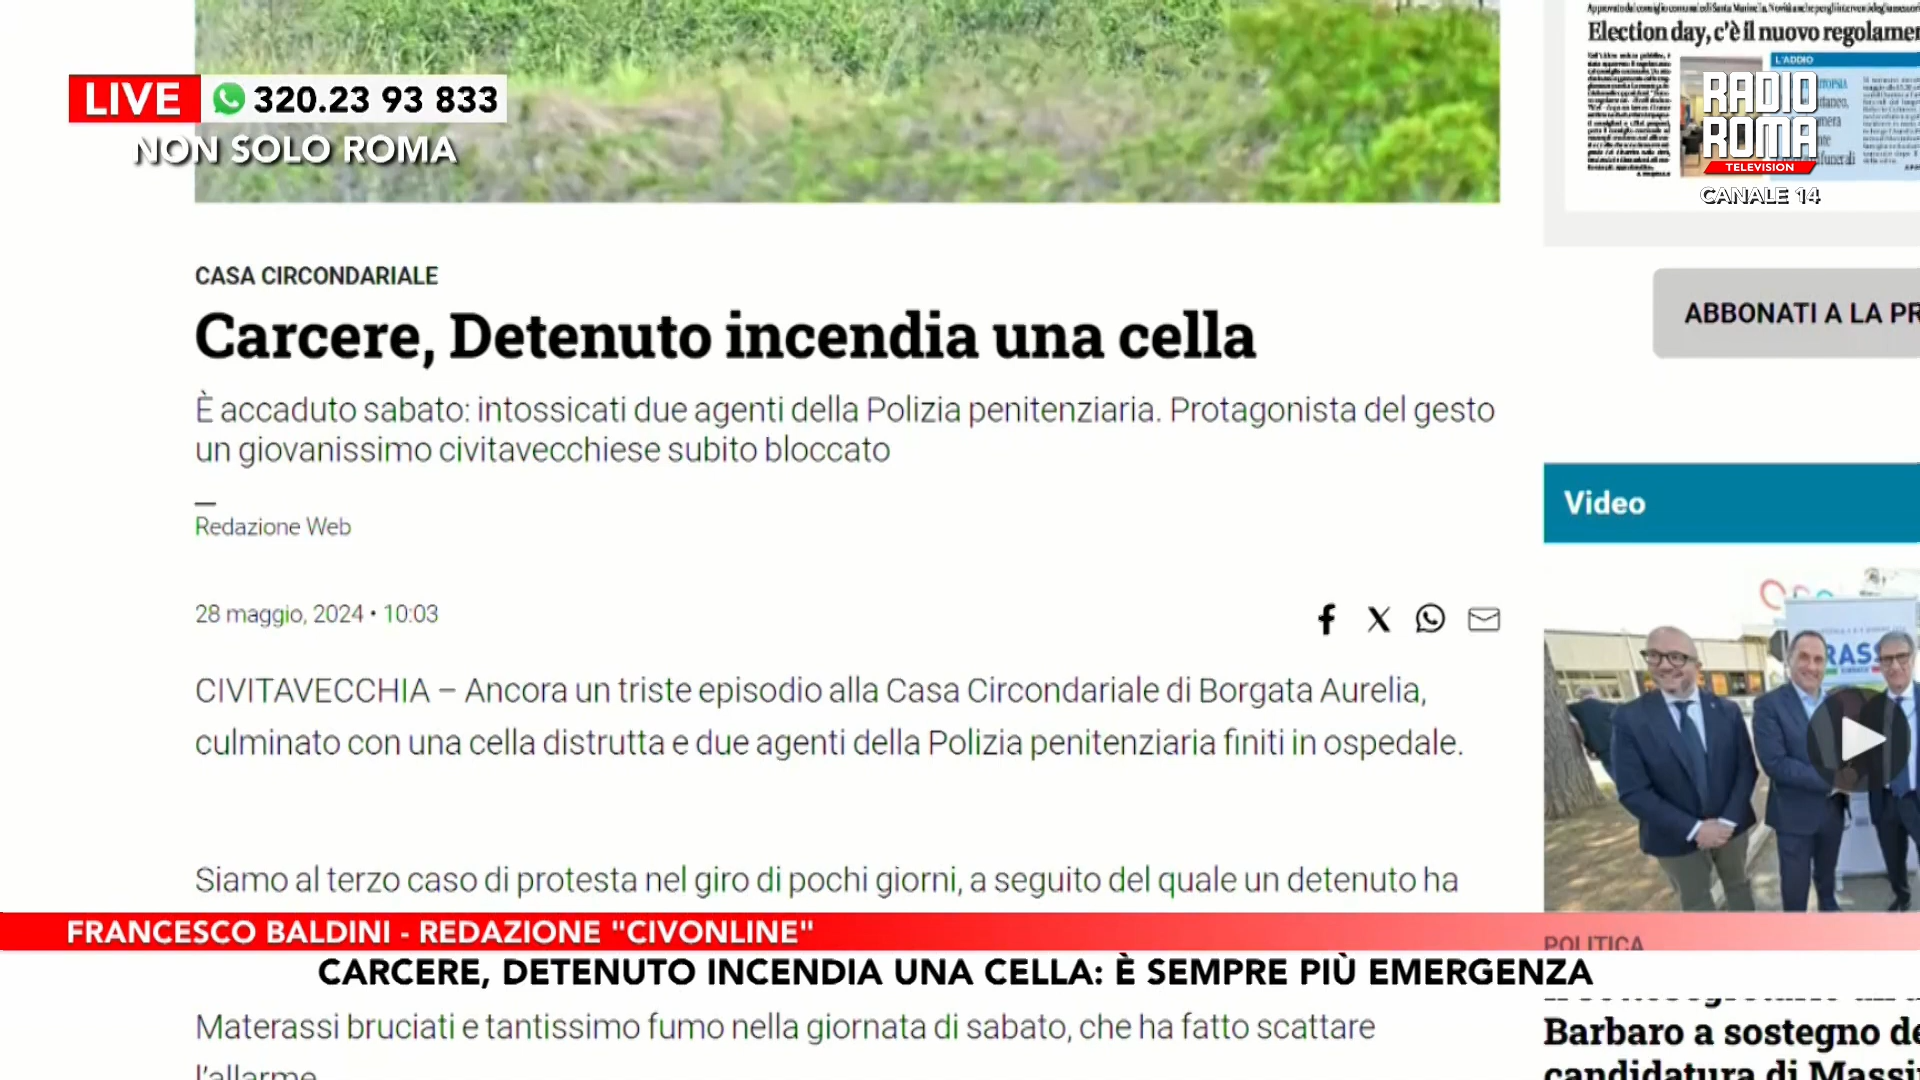 LIVE 320.23 93 833
NON SOLO ROMA
Election day, c'è il nuovo
L'ADDIO
RADIO
ROMA
TELEVISION
CANALE 14
CASA CIRCONDARIALE
Carcere, Detenuto incendia una cella
È accaduto sabato: intossicati due agenti della Polizia penitenziaria. Protagonista del gesto
un giovanissimo civitavecchiese subito bloccato
Redazione Web
28 maggio, 2024 • 10:03
CIVITAVECCHIA – Ancora un triste episodio alla Casa Circondariale di Borgata Aurelia,
culminato con una cella distrutta e due agenti della Polizia penitenziaria finiti in ospedale.
Siamo al terzo caso di protesta nel giro di pochi giorni, a seguito del quale un detenuto ha
ABBONATI A LA PR
Video
FRANCESCO BALDINI - REDAZIONE "CIVONLINE"
POLITICA
CARCERE, DETENUTO INCENDIA UNA CELLA: È SEMPRE PIÙ EMERGENZA
Materassi bruciati e tantissimo fumo nella giornata di sabato, che ha fatto scattare
l'allarme
Barbaro a sostegno de
candidatura di Massi